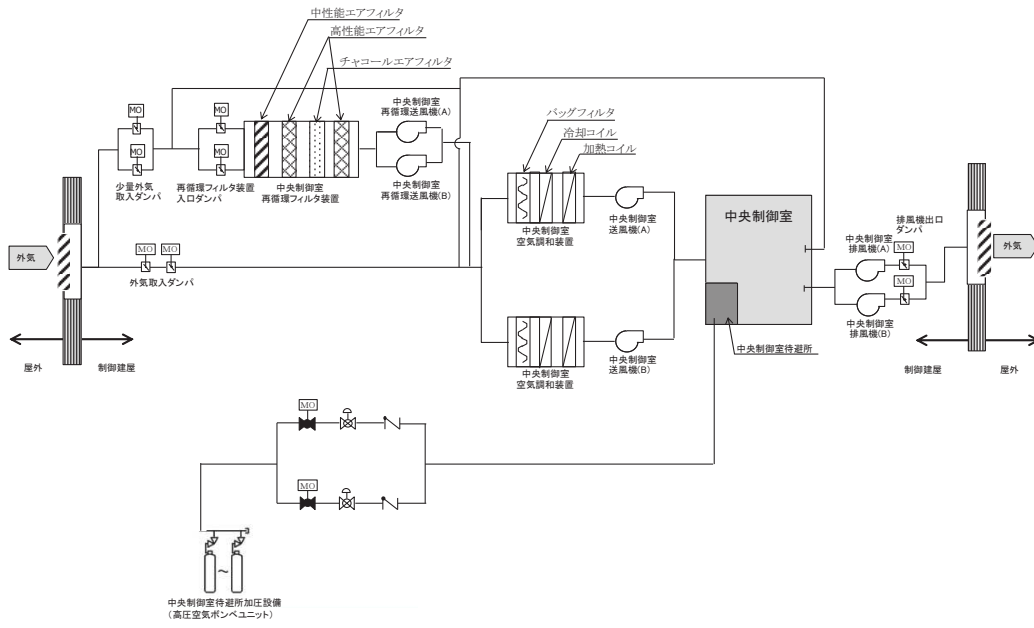 中性能エアフィルタ
高性能エアフィルタ
チャコールエアフィルタ
中央制御室
再循環送風機(A)
MO
MO
MO
MO
少量外気
取入ダンパ
再循環フィルタ装置
入口ダンパ
中央制御室
再循環フィルタ装置
中央制御室
再循環送風機(B)
バッグフィルタ
冷却コイル
加熱コイル
中央制御室
空気調和装置
中央制御室
送風機(A)
中央制御室
排風機出口
ダンパ
中央制御室
排風機(A)
MO
MO
中央制御室
排風機(B)
外気
外気
MO
MO
外気取入ダンパ
中央制御室待避所
中央制御室
空気調和装置
中央制御室
送風機(B)
屋外
制御建屋
制御建屋
屋外
MO
MO
～
中央制御室待避所加圧設備
(高圧空気ボンベユニット)